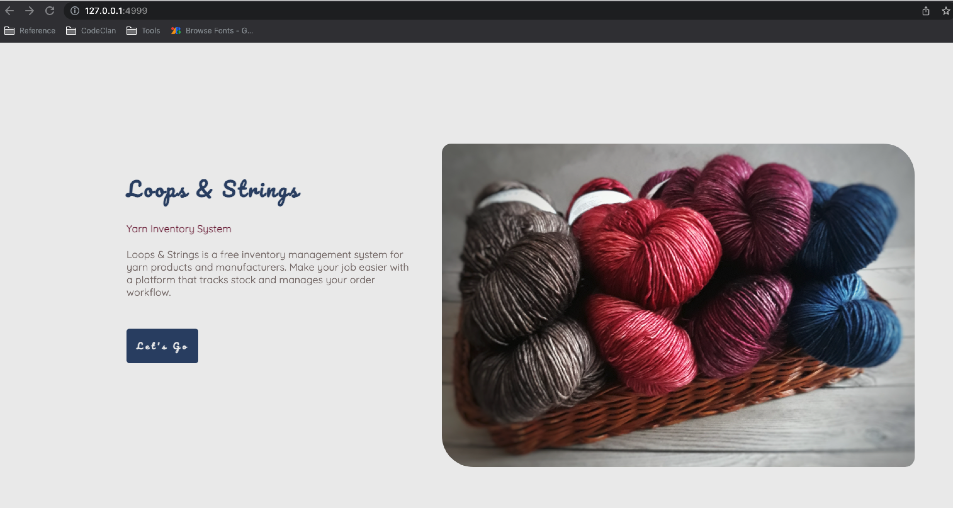 127.0.0.1:4999
Reference CodeClan Tools Browse Fonts - G...
Loops & Strings
Yarn Inventory System
Loops & Strings is a free inventory management system for
yarn products and manufacturers. Make your job easier with
a platform that tracks stock and manages your order
workflow.
Let's Go